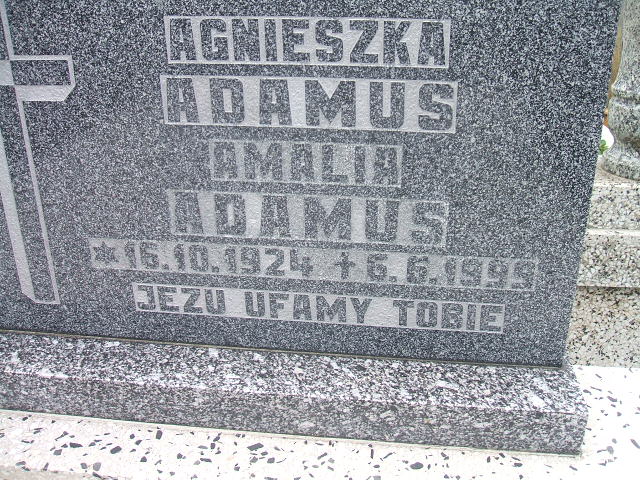 AGNIESZKA
ADAMUS
AMALIA
ADAMUS
*15.10.1924 +6.6.1999
JEZU UFAMY TOBIE